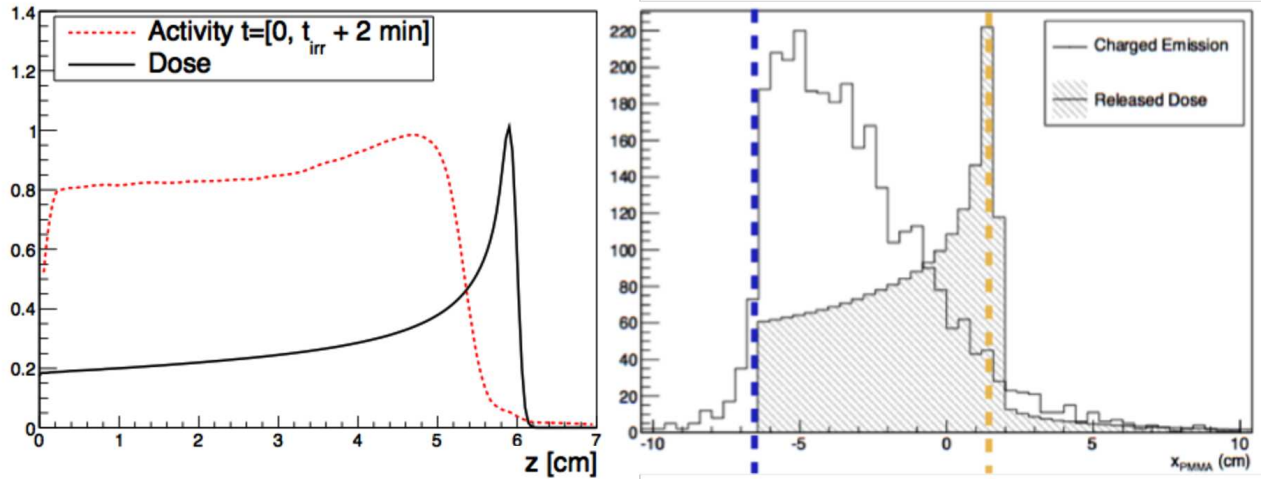 1.4
1.2
1
0.8
0.6
0.4
0.2
0
Activity t=[0, t_irr + 2 min]
Dose
0 1 2 3 4 5 6 7
z [cm]
220
200
180
160
140
120
100
80
60
40
20
0
Charged Emission
Released Dose
-10 -5 0 5 10
x_PMMA (cm)